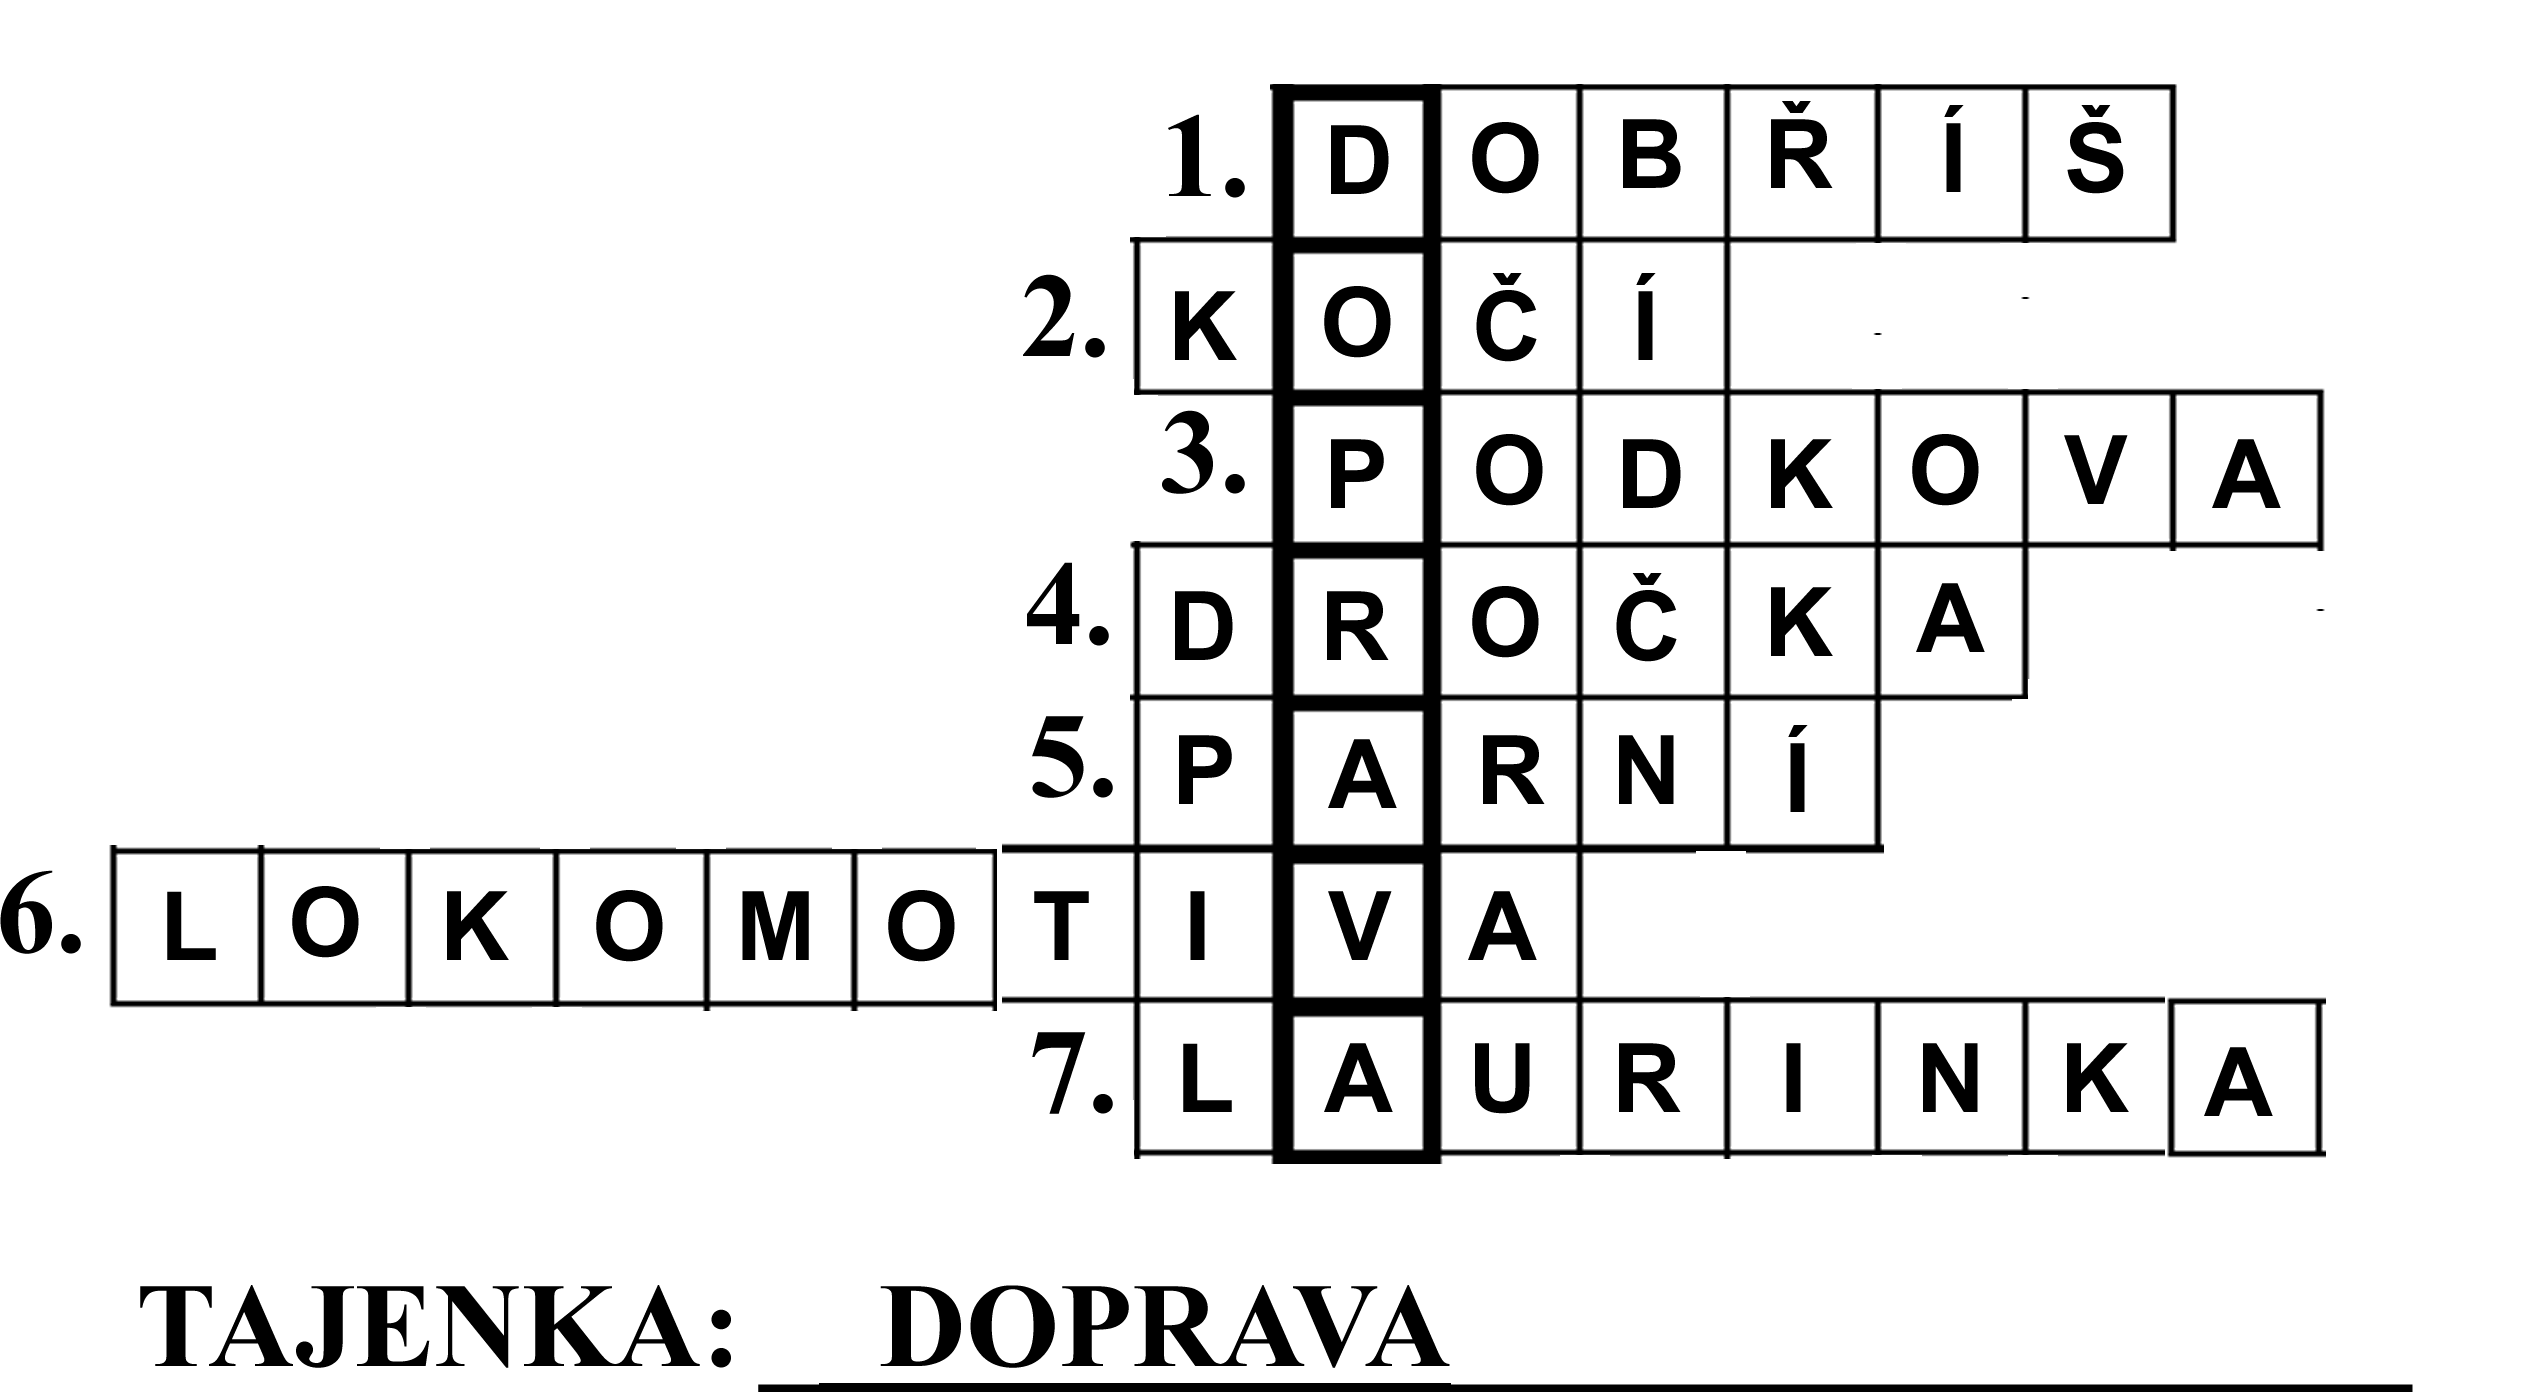 1. DOBŘÍŠ
2. KOČÍ
3. PODKOVA
4. DROČKA
5. PARNÍ
6. LOKOMOTIVA
7. LAURINKA
TAJENKA: DOPRAVA